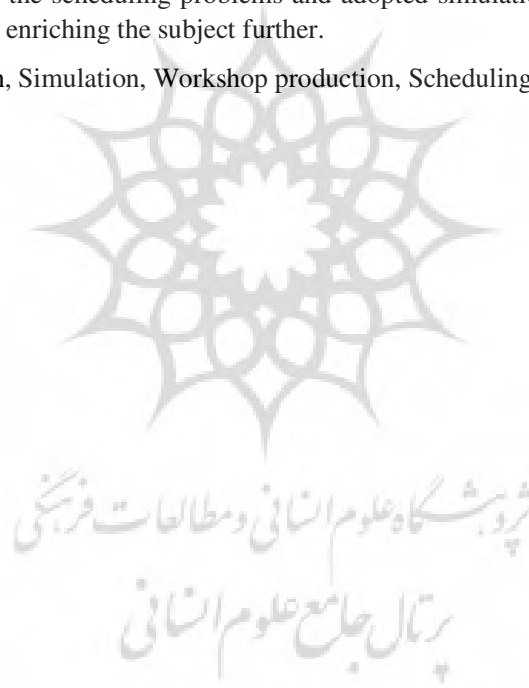 the scheduling problems and adopted simulati
enriching the subject further.
n, Simulation, Workshop production, Scheduling
پژوهشگاه علوم انسانی و مطالعات فرهنگی
پرتال جامع علوم انسانی